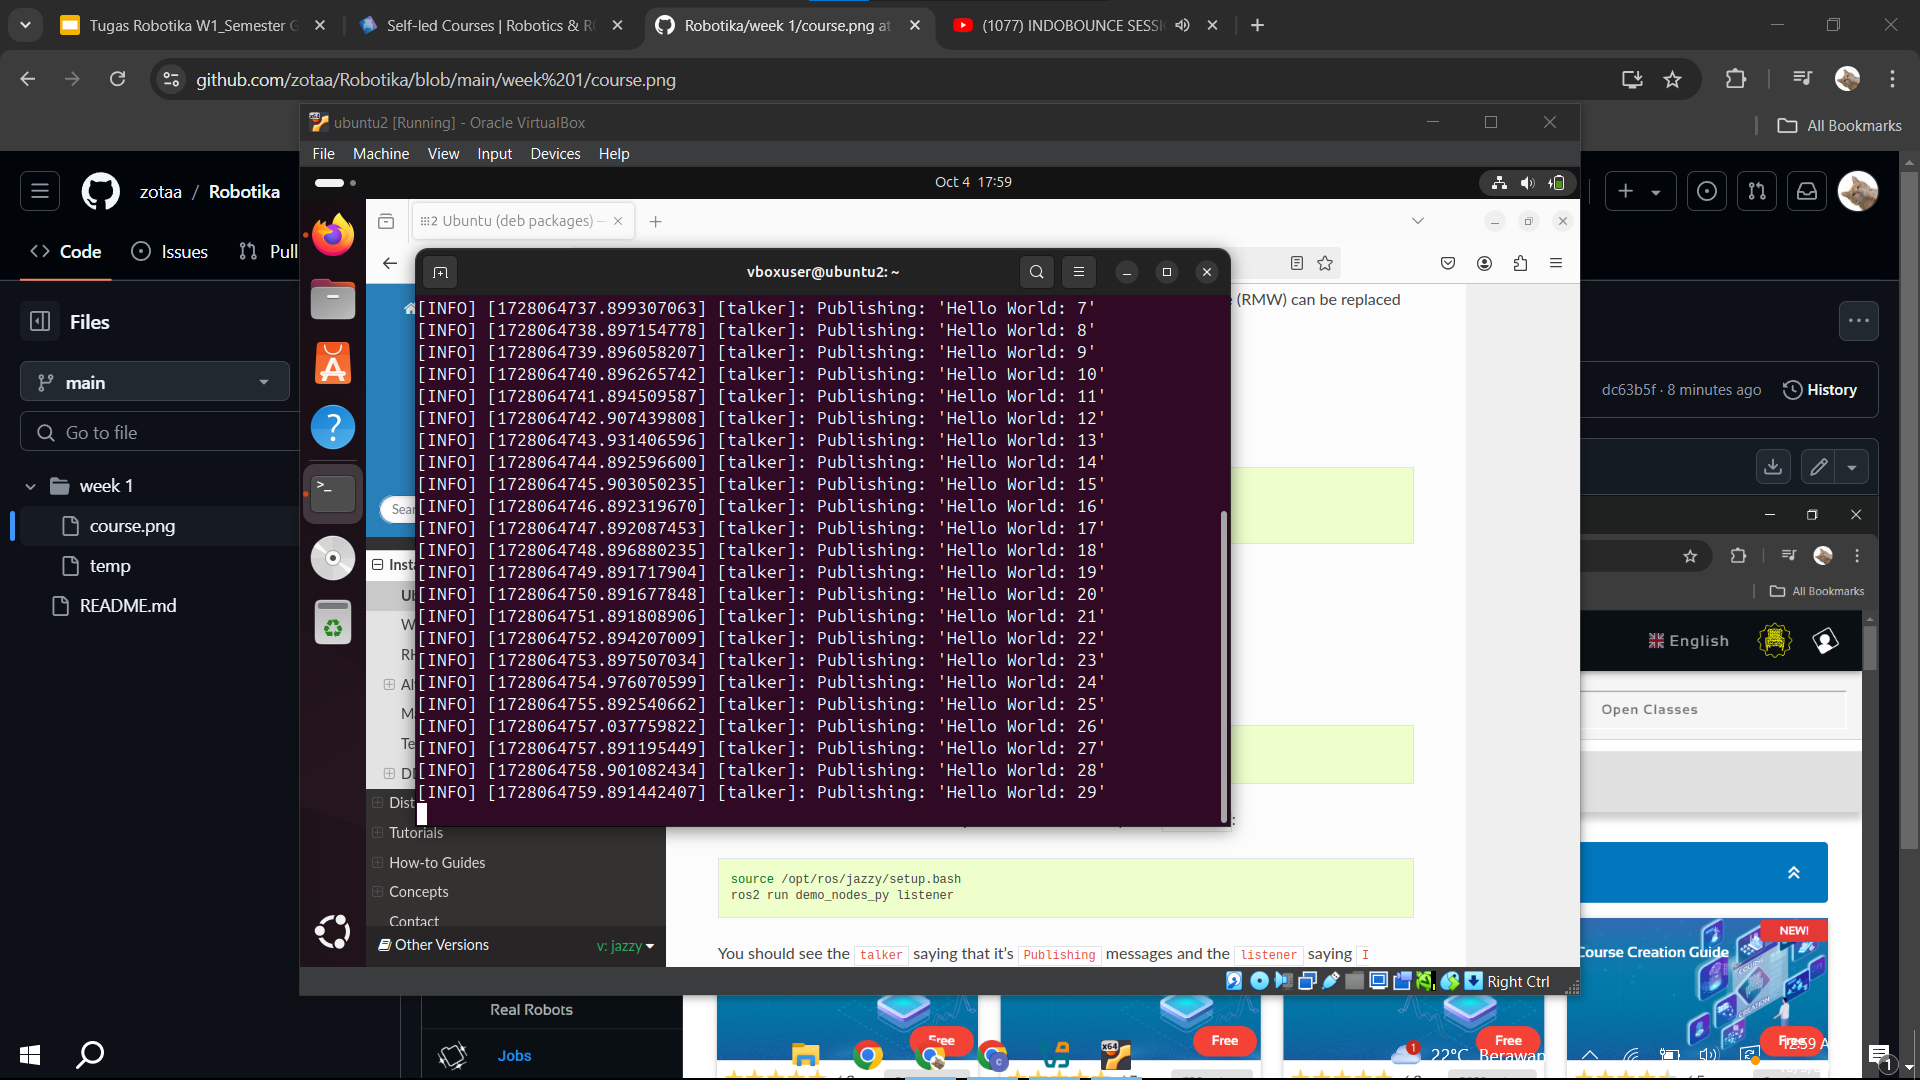 Tugas Robotika W1_Semester G
Self-led Courses | Robotics & RO
Robotika/week 1/course.png at
(1077) INDOBOUNCE SESSI
github.com/zotaa/Robotika/blob/main/week%201/course.png
All Bookmarks
ubuntu2 [Running] - Oracle VirtualBox
File Machine View Input Devices Help
Oct 4 17:59
zotaa / Robotika
Code Issues Pull
Files
main
Go to file
week 1
course.png
temp
README.md
Ubuntu (deb packages) —
vboxuser@ubuntu2: ~
(RMW) can be replaced
[INFO] [1728064737.899307063] [talker]: Publishing: 'Hello World: 7'
[INFO] [1728064738.897154778] [talker]: Publishing: 'Hello World: 8'
[INFO] [1728064739.896058207] [talker]: Publishing: 'Hello World: 9'
[INFO] [1728064740.896265742] [talker]: Publishing: 'Hello World: 10'
[INFO] [1728064741.894509587] [talker]: Publishing: 'Hello World: 11'
[INFO] [1728064742.907439808] [talker]: Publishing: 'Hello World: 12'
[INFO] [1728064743.931406596] [talker]: Publishing: 'Hello World: 13'
[INFO] [1728064744.892596600] [talker]: Publishing: 'Hello World: 14'
[INFO] [1728064745.903050235] [talker]: Publishing: 'Hello World: 15'
[INFO] [1728064746.892319670] [talker]: Publishing: 'Hello World: 16'
[INFO] [1728064747.892087453] [talker]: Publishing: 'Hello World: 17'
[INFO] [1728064748.896880235] [talker]: Publishing: 'Hello World: 18'
[INFO] [1728064749.891717904] [talker]: Publishing: 'Hello World: 19'
[INFO] [1728064750.891677848] [talker]: Publishing: 'Hello World: 20'
[INFO] [1728064751.891808906] [talker]: Publishing: 'Hello World: 21'
[INFO] [1728064752.894207009] [talker]: Publishing: 'Hello World: 22'
[INFO] [1728064753.897507034] [talker]: Publishing: 'Hello World: 23'
[INFO] [1728064754.976070599] [talker]: Publishing: 'Hello World: 24'
[INFO] [1728064755.892540662] [talker]: Publishing: 'Hello World: 25'
[INFO] [1728064757.037759822] [talker]: Publishing: 'Hello World: 26'
[INFO] [1728064757.891195449] [talker]: Publishing: 'Hello World: 27'
[INFO] [1728064758.901082434] [talker]: Publishing: 'Hello World: 28'
[INFO] [1728064759.891442407] [talker]: Publishing: 'Hello World: 29'
Sear
Insta
Dist
Tutorials
How-to Guides
Concepts
Contact
Other Versions v: jazzy
source /opt/ros/jazzy/setup.bash
ros2 run demo_nodes_py listener
You should see the talker saying that it's Publishing messages and the listener saying I
Right Ctrl
dc63b5f · 8 minutes ago History
All Bookmarks
English
Open Classes
NEW!
Course Creation Guide
Real Robots
Jobs
Free
Free
Free
Free
x64
1
22°C Berawan
1